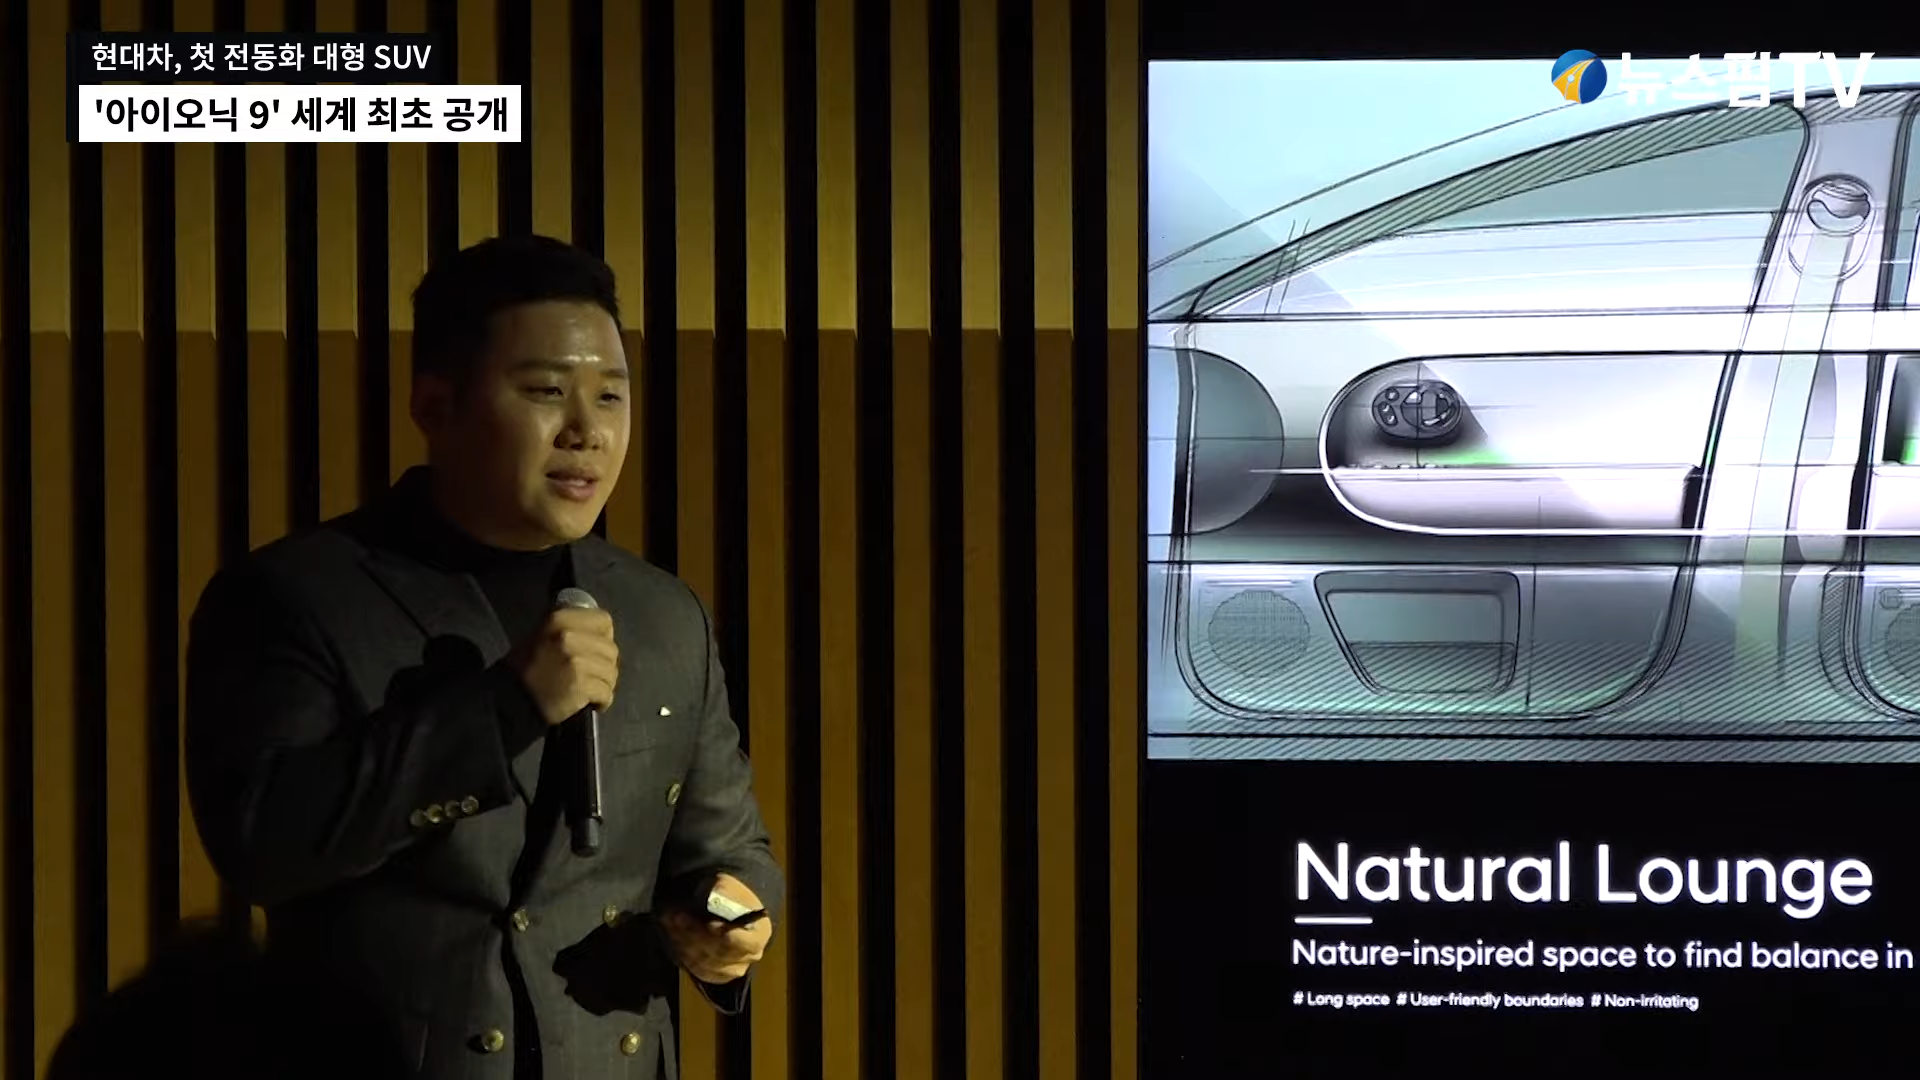 현대차, 첫 전동화 대형 SUV
'아이오닉 9' 세계 최초 공개
뉴스핌TV
Natural Lounge
Nature-inspired space to find balance in
# Long space # User-friendly boundaries # Non-irritating